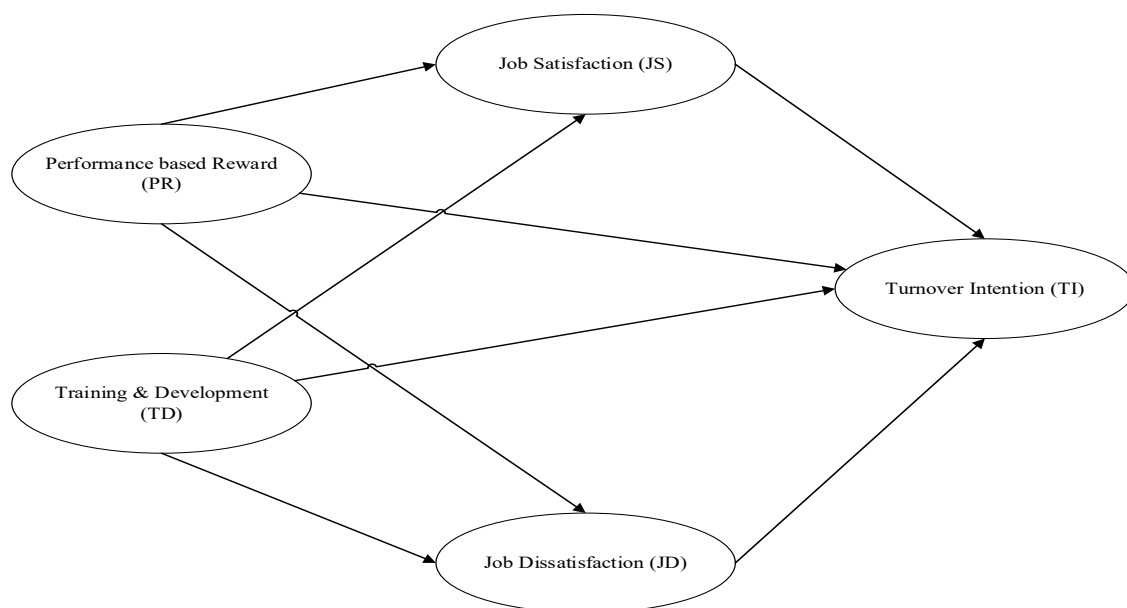 Job Satisfaction (JS)
Performance based Reward
(PR)
Turnover Intention (TI)
Training & Development
(TD)
Job Dissatisfaction (JD)